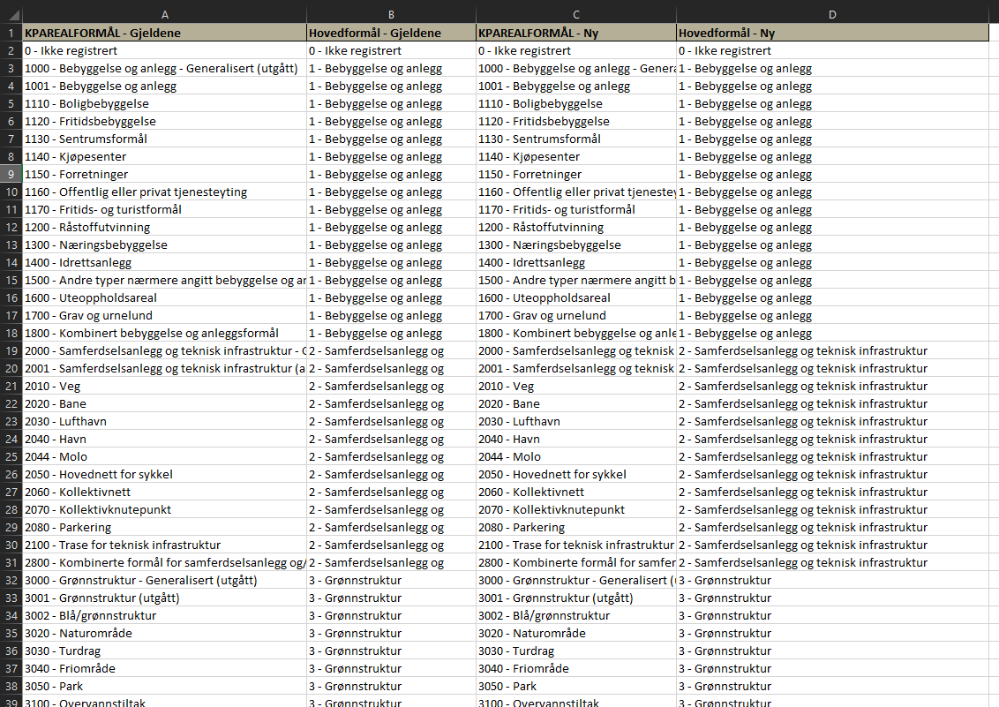 A B C D
1 KPAREALFORMÅL - Gjeldene Hovedformål - Gjeldene KPAREALFORMÅL - Ny Hovedformål - Ny
2 0 - Ikke registrert 0 - Ikke registrert 0 - Ikke registrert 0 - Ikke registrert
3 1000 - Bebyggelse og anlegg - Generalisert (utgått) 1 - Bebyggelse og anlegg 1000 - Bebyggelse og anlegg - Genera 1 - Bebyggelse og anlegg
4 1001 - Bebyggelse og anlegg 1 - Bebyggelse og anlegg 1001 - Bebyggelse og anlegg 1 - Bebyggelse og anlegg
5 1110 - Boligbebyggelse 1 - Bebyggelse og anlegg 1110 - Boligbebyggelse 1 - Bebyggelse og anlegg
6 1120 - Fritidsbebyggelse 1 - Bebyggelse og anlegg 1120 - Fritidsbebyggelse 1 - Bebyggelse og anlegg
7 1130 - Sentrumsformål 1 - Bebyggelse og anlegg 1130 - Sentrumsformål 1 - Bebyggelse og anlegg
8 1140 - Kjøpesenter 1 - Bebyggelse og anlegg 1140 - Kjøpesenter 1 - Bebyggelse og anlegg
9 1150 - Forretninger 1 - Bebyggelse og anlegg 1150 - Forretninger 1 - Bebyggelse og anlegg
10 1160 - Offentlig eller privat tjenesteyting 1 - Bebyggelse og anlegg 1160 - Offentlig eller privat tjenestey 1 - Bebyggelse og anlegg
11 1170 - Fritids- og turistformål 1 - Bebyggelse og anlegg 1170 - Fritids- og turistformål 1 - Bebyggelse og anlegg
12 1200 - Råstoffutvinning 1 - Bebyggelse og anlegg 1200 - Råstoffutvinning 1 - Bebyggelse og anlegg
13 1300 - Næringsbebyggelse 1 - Bebyggelse og anlegg 1300 - Næringsbebyggelse 1 - Bebyggelse og anlegg
14 1400 - Idrettsanlegg 1 - Bebyggelse og anlegg 1400 - Idrettsanlegg 1 - Bebyggelse og anlegg
15 1500 - Andre typer nærmere angitt bebyggelse og an 1 - Bebyggelse og anlegg 1500 - Andre typer nærmere angitt b 1 - Bebyggelse og anlegg
16 1600 - Uteoppholdsareal 1 - Bebyggelse og anlegg 1600 - Uteoppholdsareal 1 - Bebyggelse og anlegg
17 1700 - Grav og urnelund 1 - Bebyggelse og anlegg 1700 - Grav og urnelund 1 - Bebyggelse og anlegg
18 1800 - Kombinert bebyggelse og anleggsformål 1 - Bebyggelse og anlegg 1800 - Kombinert bebyggelse og anle 1 - Bebyggelse og anlegg
19 2000 - Samferdselsanlegg og teknisk infrastruktur - G 2 - Samferdselsanlegg og 2000 - Samferdselsanlegg og teknisk 2 - Samferdselsanlegg og teknisk infrastruktur
20 2001 - Samferdselsanlegg og teknisk infrastruktur (a 2 - Samferdselsanlegg og 2001 - Samferdselsanlegg og teknisk 2 - Samferdselsanlegg og teknisk infrastruktur
21 2010 - Veg 2 - Samferdselsanlegg og 2010 - Veg 2 - Samferdselsanlegg og teknisk infrastruktur
22 2020 - Bane 2 - Samferdselsanlegg og 2020 - Bane 2 - Samferdselsanlegg og teknisk infrastruktur
23 2030 - Lufthavn 2 - Samferdselsanlegg og 2030 - Lufthavn 2 - Samferdselsanlegg og teknisk infrastruktur
24 2040 - Havn 2 - Samferdselsanlegg og 2040 - Havn 2 - Samferdselsanlegg og teknisk infrastruktur
25 2044 - Molo 2 - Samferdselsanlegg og 2044 - Molo 2 - Samferdselsanlegg og teknisk infrastruktur
26 2050 - Hovednett for sykkel 2 - Samferdselsanlegg og 2050 - Hovednett for sykkel 2 - Samferdselsanlegg og teknisk infrastruktur
27 2060 - Kollektivnett 2 - Samferdselsanlegg og 2060 - Kollektivnett 2 - Samferdselsanlegg og teknisk infrastruktur
28 2070 - Kollektivknutepunkt 2 - Samferdselsanlegg og 2070 - Kollektivknutepunkt 2 - Samferdselsanlegg og teknisk infrastruktur
29 2080 - Parkering 2 - Samferdselsanlegg og 2080 - Parkering 2 - Samferdselsanlegg og teknisk infrastruktur
30 2100 - Trase for teknisk infrastruktur 2 - Samferdselsanlegg og 2100 - Trase for teknisk infrastruktur 2 - Samferdselsanlegg og teknisk infrastruktur
31 2800 - Kombinerte formål for samferdselsanlegg og/ 2 - Samferdselsanlegg og 2800 - Kombinerte formål for samfer 2 - Samferdselsanlegg og teknisk infrastruktur
32 3000 - Grønnstruktur - Generalisert (utgått) 3 - Grønnstruktur 3000 - Grønnstruktur - Generalisert (u 3 - Grønnstruktur
33 3001 - Grønnstruktur (utgått) 3 - Grønnstruktur 3001 - Grønnstruktur (utgått) 3 - Grønnstruktur
34 3002 - Blå/grønnstruktur 3 - Grønnstruktur 3002 - Blå/grønnstruktur 3 - Grønnstruktur
35 3020 - Naturområde 3 - Grønnstruktur 3020 - Naturområde 3 - Grønnstruktur
36 3030 - Turdrag 3 - Grønnstruktur 3030 - Turdrag 3 - Grønnstruktur
37 3040 - Friområde 3 - Grønnstruktur 3040 - Friområde 3 - Grønnstruktur
38 3050 - Park 3 - Grønnstruktur 3050 - Park 3 - Grønnstruktur
39 3100 - Overvannstiltak 3 - Grønnstruktur 3100 - Overvannstiltak 3 - Grønnstruktur